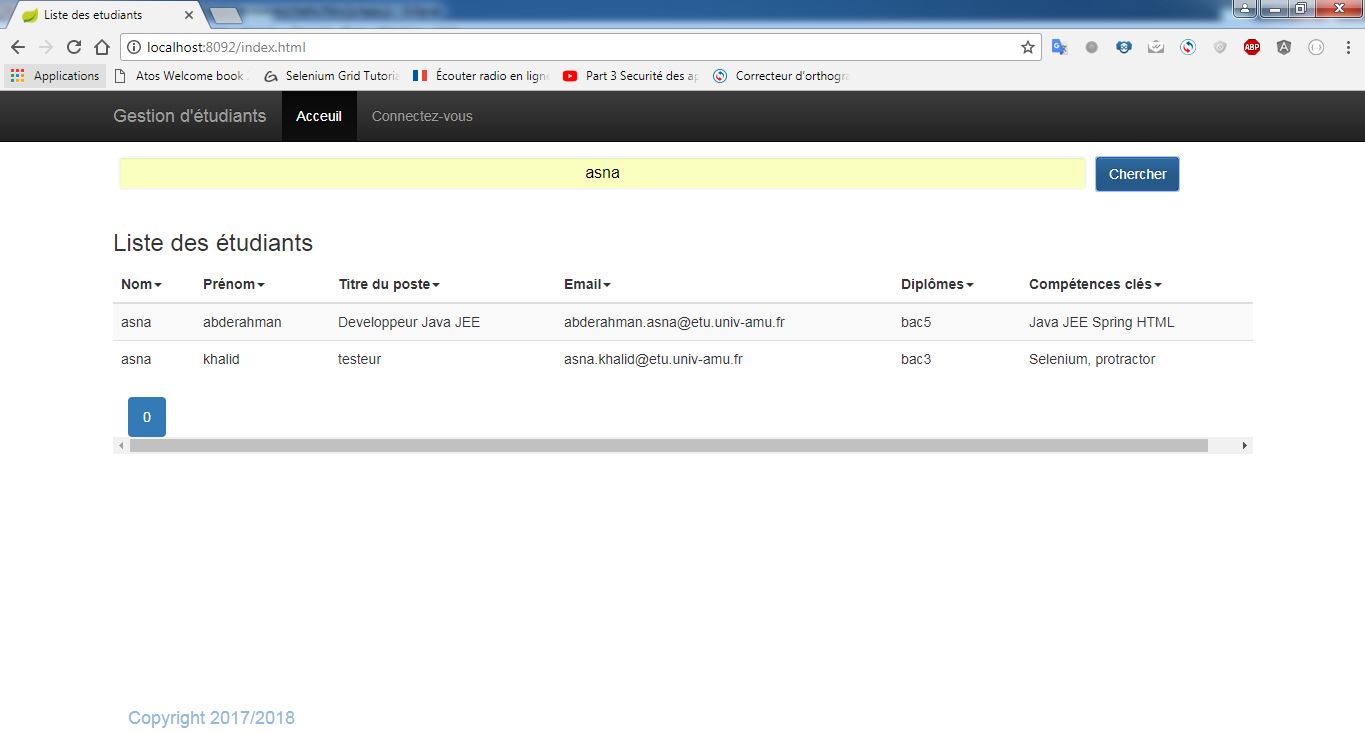 Liste des etudiants
localhost:8092/index.html
ABP
Applications Atos Welcome book Selenium Grid Tutoria Écouter radio en ligne Part 3 Securité des ap Correcteur d'orthogra
Gestion d'étudiants Acceuil Connectez-vous
asna Chercher
Liste des étudiants
Nom Prénom Titre du poste Email Diplômes Compétences clés
asna abderahman Developpeur Java JEE abderahman.asna@etu.univ-amu.fr bac5 Java JEE Spring HTML
asna khalid testeur asna.khalid@etu.univ-amu.fr bac3 Selenium, protractor
0
Copyright 2017/2018